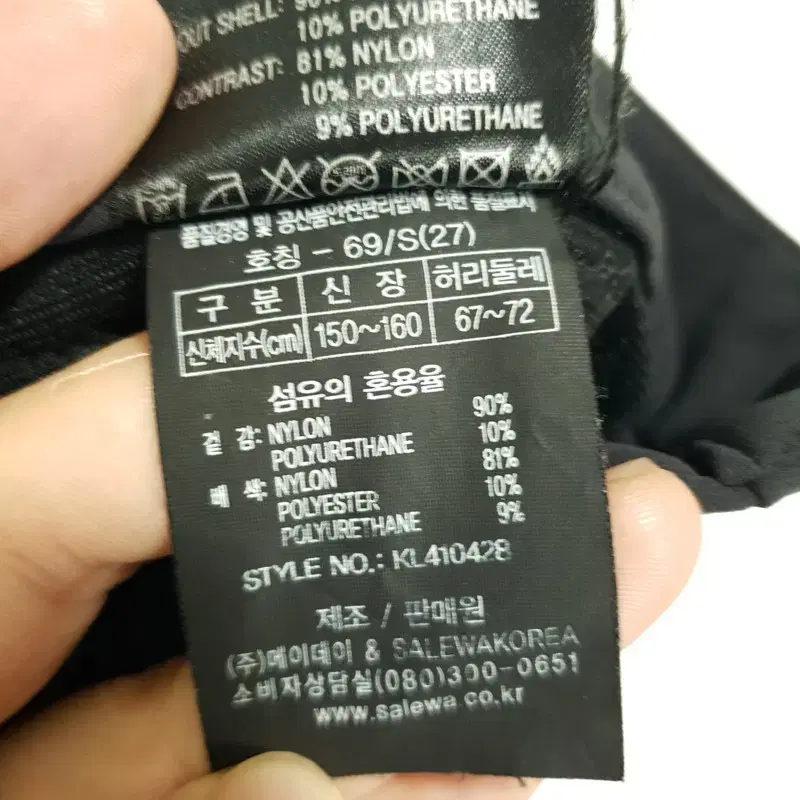 OUT SHELL: 90%
10% POLYURETHANE
CONTRAST: 81% NYLON
10% POLYESTER
9% POLYURETHANE
품질경영 및 공산품안전관리법에 의한 품질표시
호칭 - 69/S(27)
구 분 신 장 허리둘레
신체지수(cm) 150~160 67~72
섬유의 혼용율
겉 감: NYLON 90%
POLYURETHANE 10%
배 색: NYLON 81%
POLYESTER 10%
POLYURETHANE 9%
STYLE NO.: KL410428
제조 / 판매원
(주)메이데이 & SALEWAKOREA
소비자상담실(080)300-0651
www.salewa.co.kr